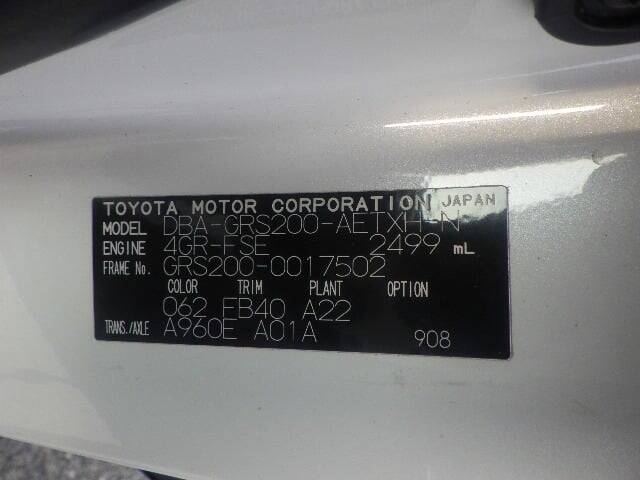 TOYOTA MOTOR CORPORATION JAPAN
MODEL DBA-GRS200-AETXH-N
ENGINE 4GR-FSE 2499 mL
FRAME No. GRS200-0017502
COLOR TRIM PLANT OPTION
062 EB40 A22
TRANS./AXLE A960E A01A
908